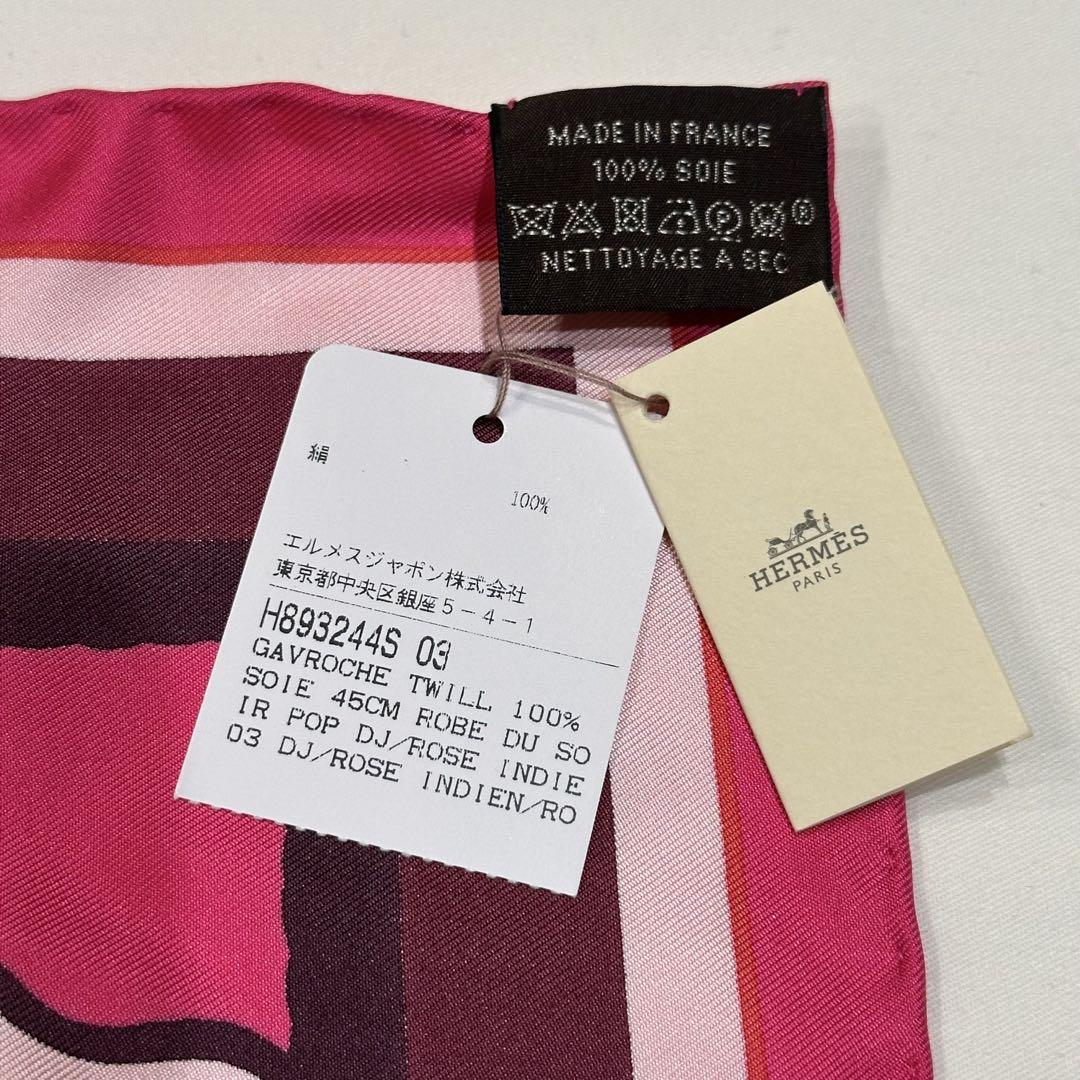 MADE IN FRANCE
100% SOIE
P ®
NETTOYAGE A SEC
絹
100%
エルメスジャポン株式会社
東京都中央区銀座5-4-1
H893244S 03
GAVROCHE TWILL 100%
SOIE 45CM ROBE DU SO
IR POP DJ/ROSE INDIE
03 DJ/ROSE INDIEN/RO
HERMÈS
PARIS